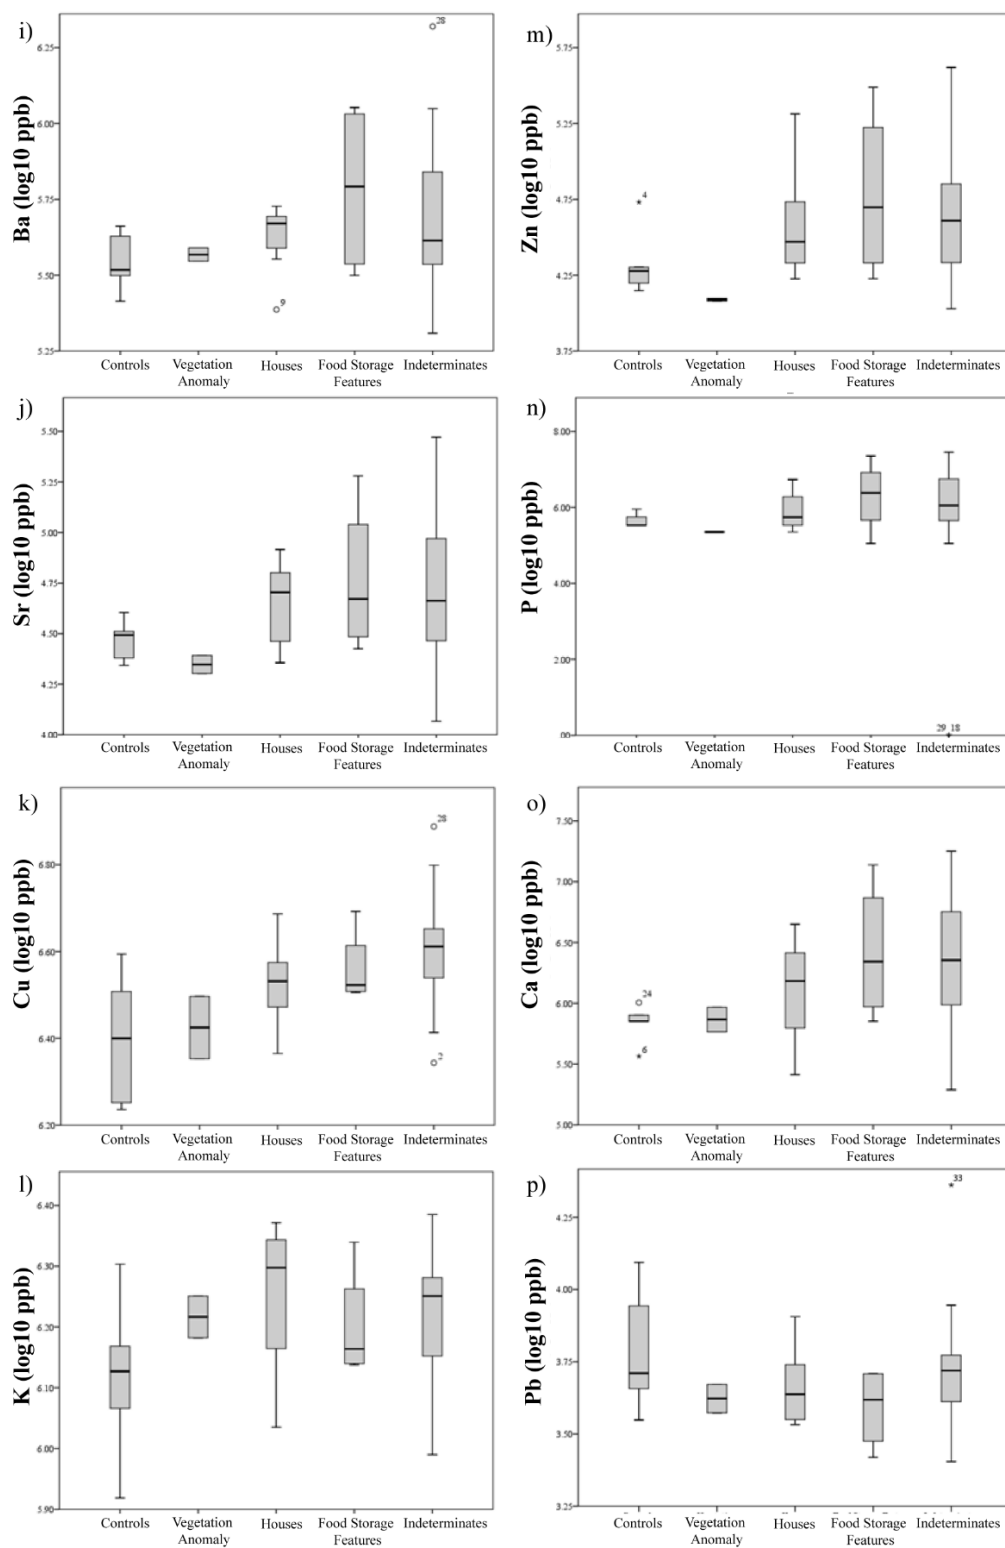 i)
Ba (log10 ppb)
6.25
6.00
5.75
5.50
5.25
28
9
Controls
Vegetation
Anomaly
Houses
Food Storage
Features
Indeterminates
m)
Zn (log10 ppb)
5.75
5.25
4.75
4.25
3.75
4
Controls
Vegetation
Anomaly
Houses
Food Storage
Features
Indeterminates
j)
Sr (log10 ppb)
5.50
5.25
5.00
4.75
4.50
4.25
4.00
Controls
Vegetation
Anomaly
Houses
Food Storage
Features
Indeterminates
n)
P (log10 ppb)
8.00
6.00
4.00
2.00
.00
29 18
Controls
Vegetation
Anomaly
Houses
Food Storage
Features
Indeterminates
k)
Cu (log10 ppb)
6.80
6.60
6.40
6.20
28
2
Controls
Vegetation
Anomaly
Houses
Food Storage
Features
Indeterminates
o)
Ca (log10 ppb)
7.50
7.00
6.50
6.00
5.50
5.00
24
6
Controls
Vegetation
Anomaly
Houses
Food Storage
Features
Indeterminates
l)
K (log10 ppb)
6.40
6.30
6.20
6.10
6.00
5.90
Controls
Vegetation
Anomaly
Houses
Food Storage
Features
Indeterminates
p)
Pb (log10 ppb)
4.25
4.00
3.75
3.50
3.25
33
Controls
Vegetation
Anomaly
Houses
Food Storage
Features
Indeterminates